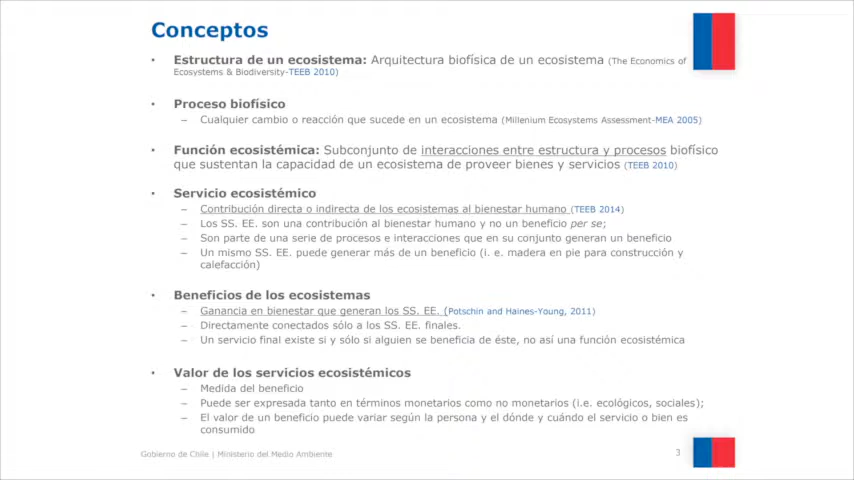 Conceptos
• Estructura de un ecosistema: Arquitectura biofísica de un ecosistema (The Economics of
Ecosystems & Biodiversity-TEEB 2010)
• Proceso biofísico
– Cualquier cambio o reacción que sucede en un ecosistema (Millenium Ecosystems Assessment-MEA 2005)
• Función ecosistémica: Subconjunto de interacciones entre estructura y procesos biofísico
que sustentan la capacidad de un ecosistema de proveer bienes y servicios (TEEB 2010)
• Servicio ecosistémico
– Contribución directa o indirecta de los ecosistemas al bienestar humano (TEEB 2014)
– Los SS. EE. son una contribución al bienestar humano y no un beneficio per se;
– Son parte de una serie de procesos e interacciones que en su conjunto generan un beneficio
– Un mismo SS. EE. puede generar más de un beneficio (i. e. madera en pie para construcción y
calefacción)
• Beneficios de los ecosistemas
– Ganancia en bienestar que generan los SS. EE. (Potschin and Haines-Young, 2011)
– Directamente conectados sólo a los SS. EE. finales.
– Un servicio final existe si y sólo si alguien se beneficia de éste, no así una función ecosistémica
• Valor de los servicios ecosistémicos
– Medida del beneficio
– Puede ser expresada tanto en términos monetarios como no monetarios (i.e. ecológicos, sociales);
– El valor de un beneficio puede variar según la persona y el dónde y cuándo el servicio o bien es
consumido
Gobierno de Chile | Ministerio del Medio Ambiente
3